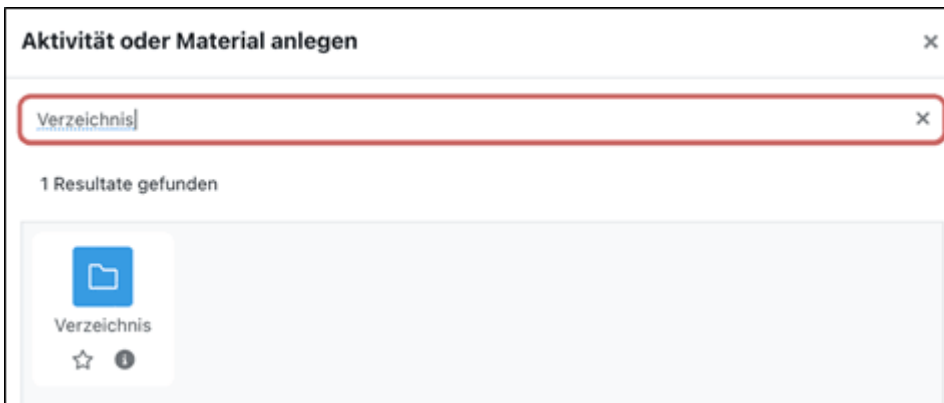 Aktivität oder Material anlegen
Verzeichnis
1 Resultate gefunden
Verzeichnis